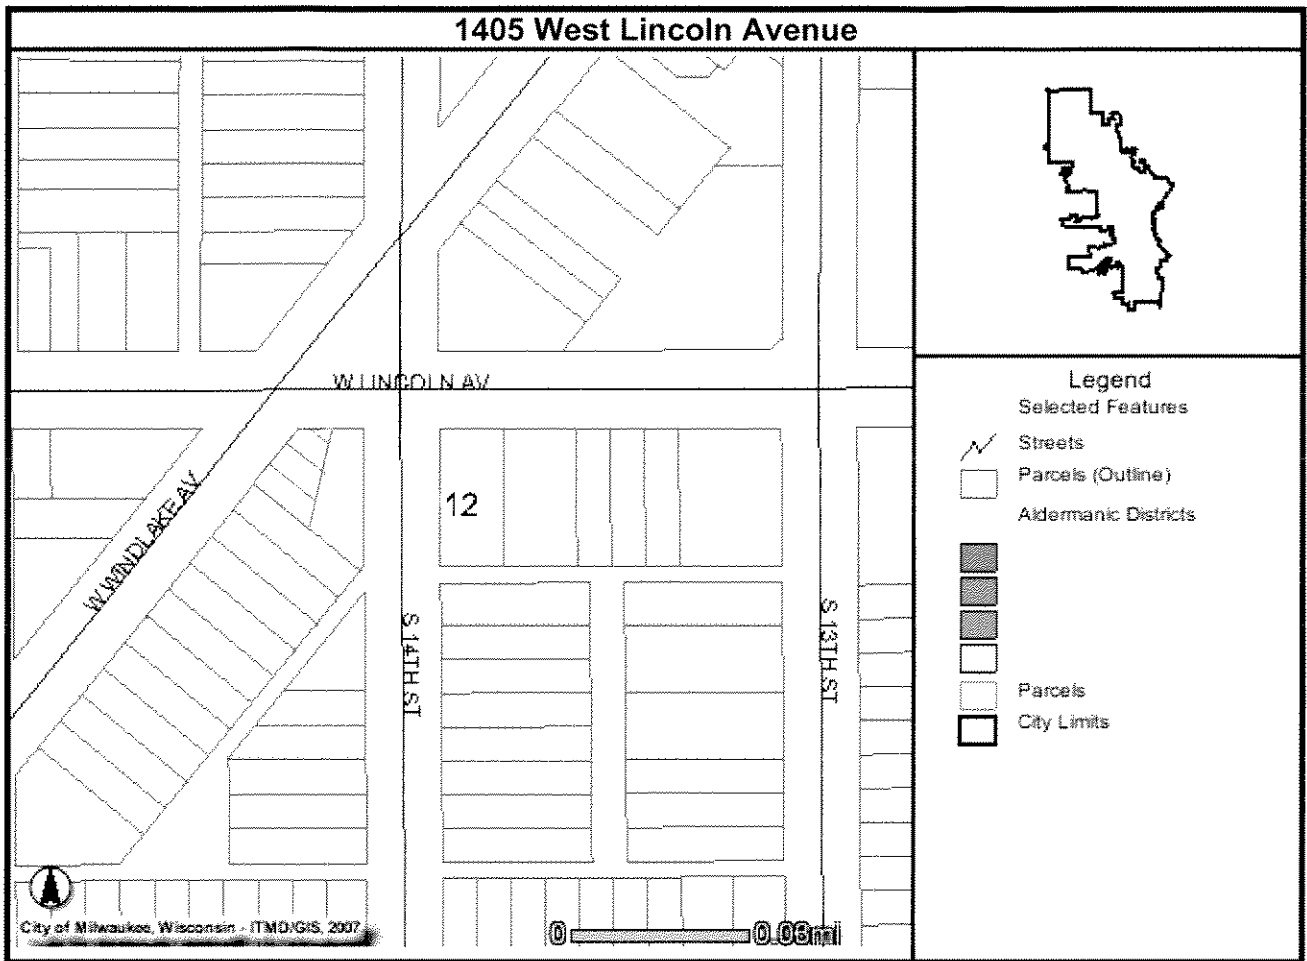 1405 West Lincoln Avenue
W LINCOLN AV
W WINDLAKE AV
12
S 14TH ST
S 13TH ST
City of Milwaukee, Wisconsin - ITMD/GIS, 2007
0 0.03mi
Legend
Selected Features
Streets
Parcels (Outline)
Aldermanic Districts
Parcels
City Limits